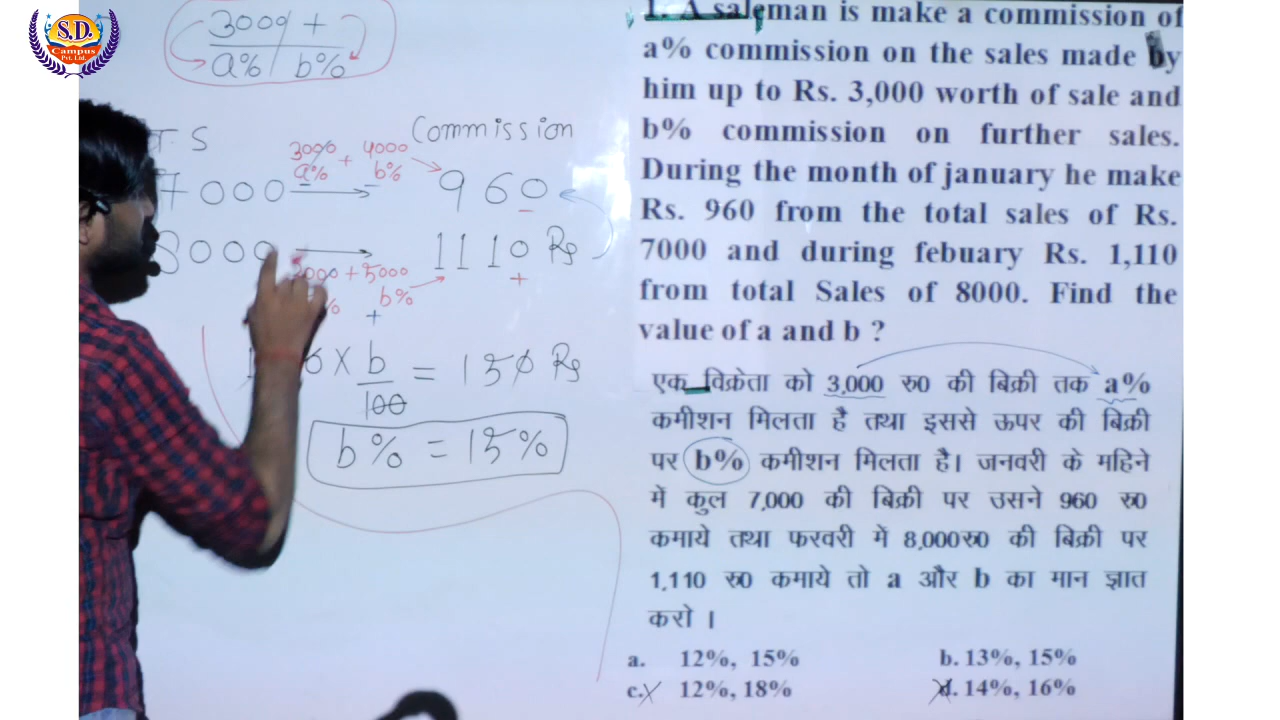 S.D.
Campus
Pvt. Ltd.
3000 +
a% b%
T. S Commission
3000 + 4000
a% b%
7000 960
8000 1110 Rs
3000 + 5000
% b%
+ +
× b/100 = 150 Rs
b% = 15%
1. A saleman is make a commission of
a% commission on the sales made by
him up to Rs. 3,000 worth of sale and
b% commission on further sales.
During the month of january he make
Rs. 960 from the total sales of Rs.
7000 and during febuary Rs. 1,110
from total Sales of 8000. Find the
value of a and b ?
एक विक्रेता को 3,000 रु0 की बिक्री तक a%
कमीशन मिलता है तथा इससे ऊपर की बिक्री
पर b% कमीशन मिलता है। जनवरी के महिने
में कुल 7,000 की बिक्री पर उसने 960 रु0
कमाये तथा फरवरी में 8,000रु0 की बिक्री पर
1,110 रु0 कमाये तो a और b का मान ज्ञात
करो ।
a. 12%, 15% b. 13%, 15%
c. 12%, 18% d. 14%, 16%